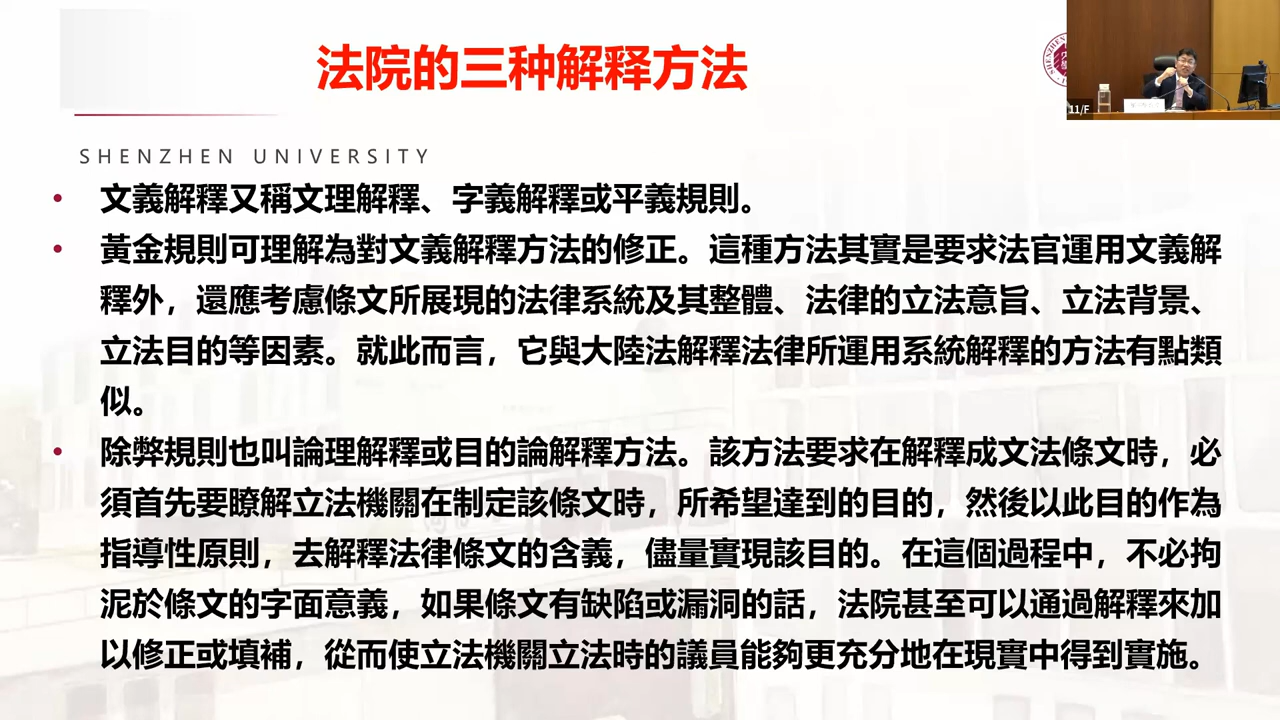 法院的三种解释方法
11/F
SHENZHEN UNIVERSITY
• 文義解釋又稱文理解釋、字義解釋或平義規則。
• 黃金規則可理解為對文義解釋方法的修正。這種方法其實是要求法官運用文義解
釋外，還應考慮條文所展現的法律系統及其整體、法律的立法意旨、立法背景、
立法目的等因素。就此而言，它與大陸法解釋法律所運用系統解釋的方法有點類
似。
• 除弊規則也叫論理解釋或目的論解釋方法。該方法要求在解釋成文法條文時，必
須首先要瞭解立法機關在制定該條文時，所希望達到的目的，然後以此目的作為
指導性原則，去解釋法律條文的含義，儘量實現該目的。在這個過程中，不必拘
泥於條文的字面意義，如果條文有缺陷或漏洞的話，法院甚至可以通過解釋來加
以修正或填補，從而使立法機關立法時的議員能夠更充分地在現實中得到實施。